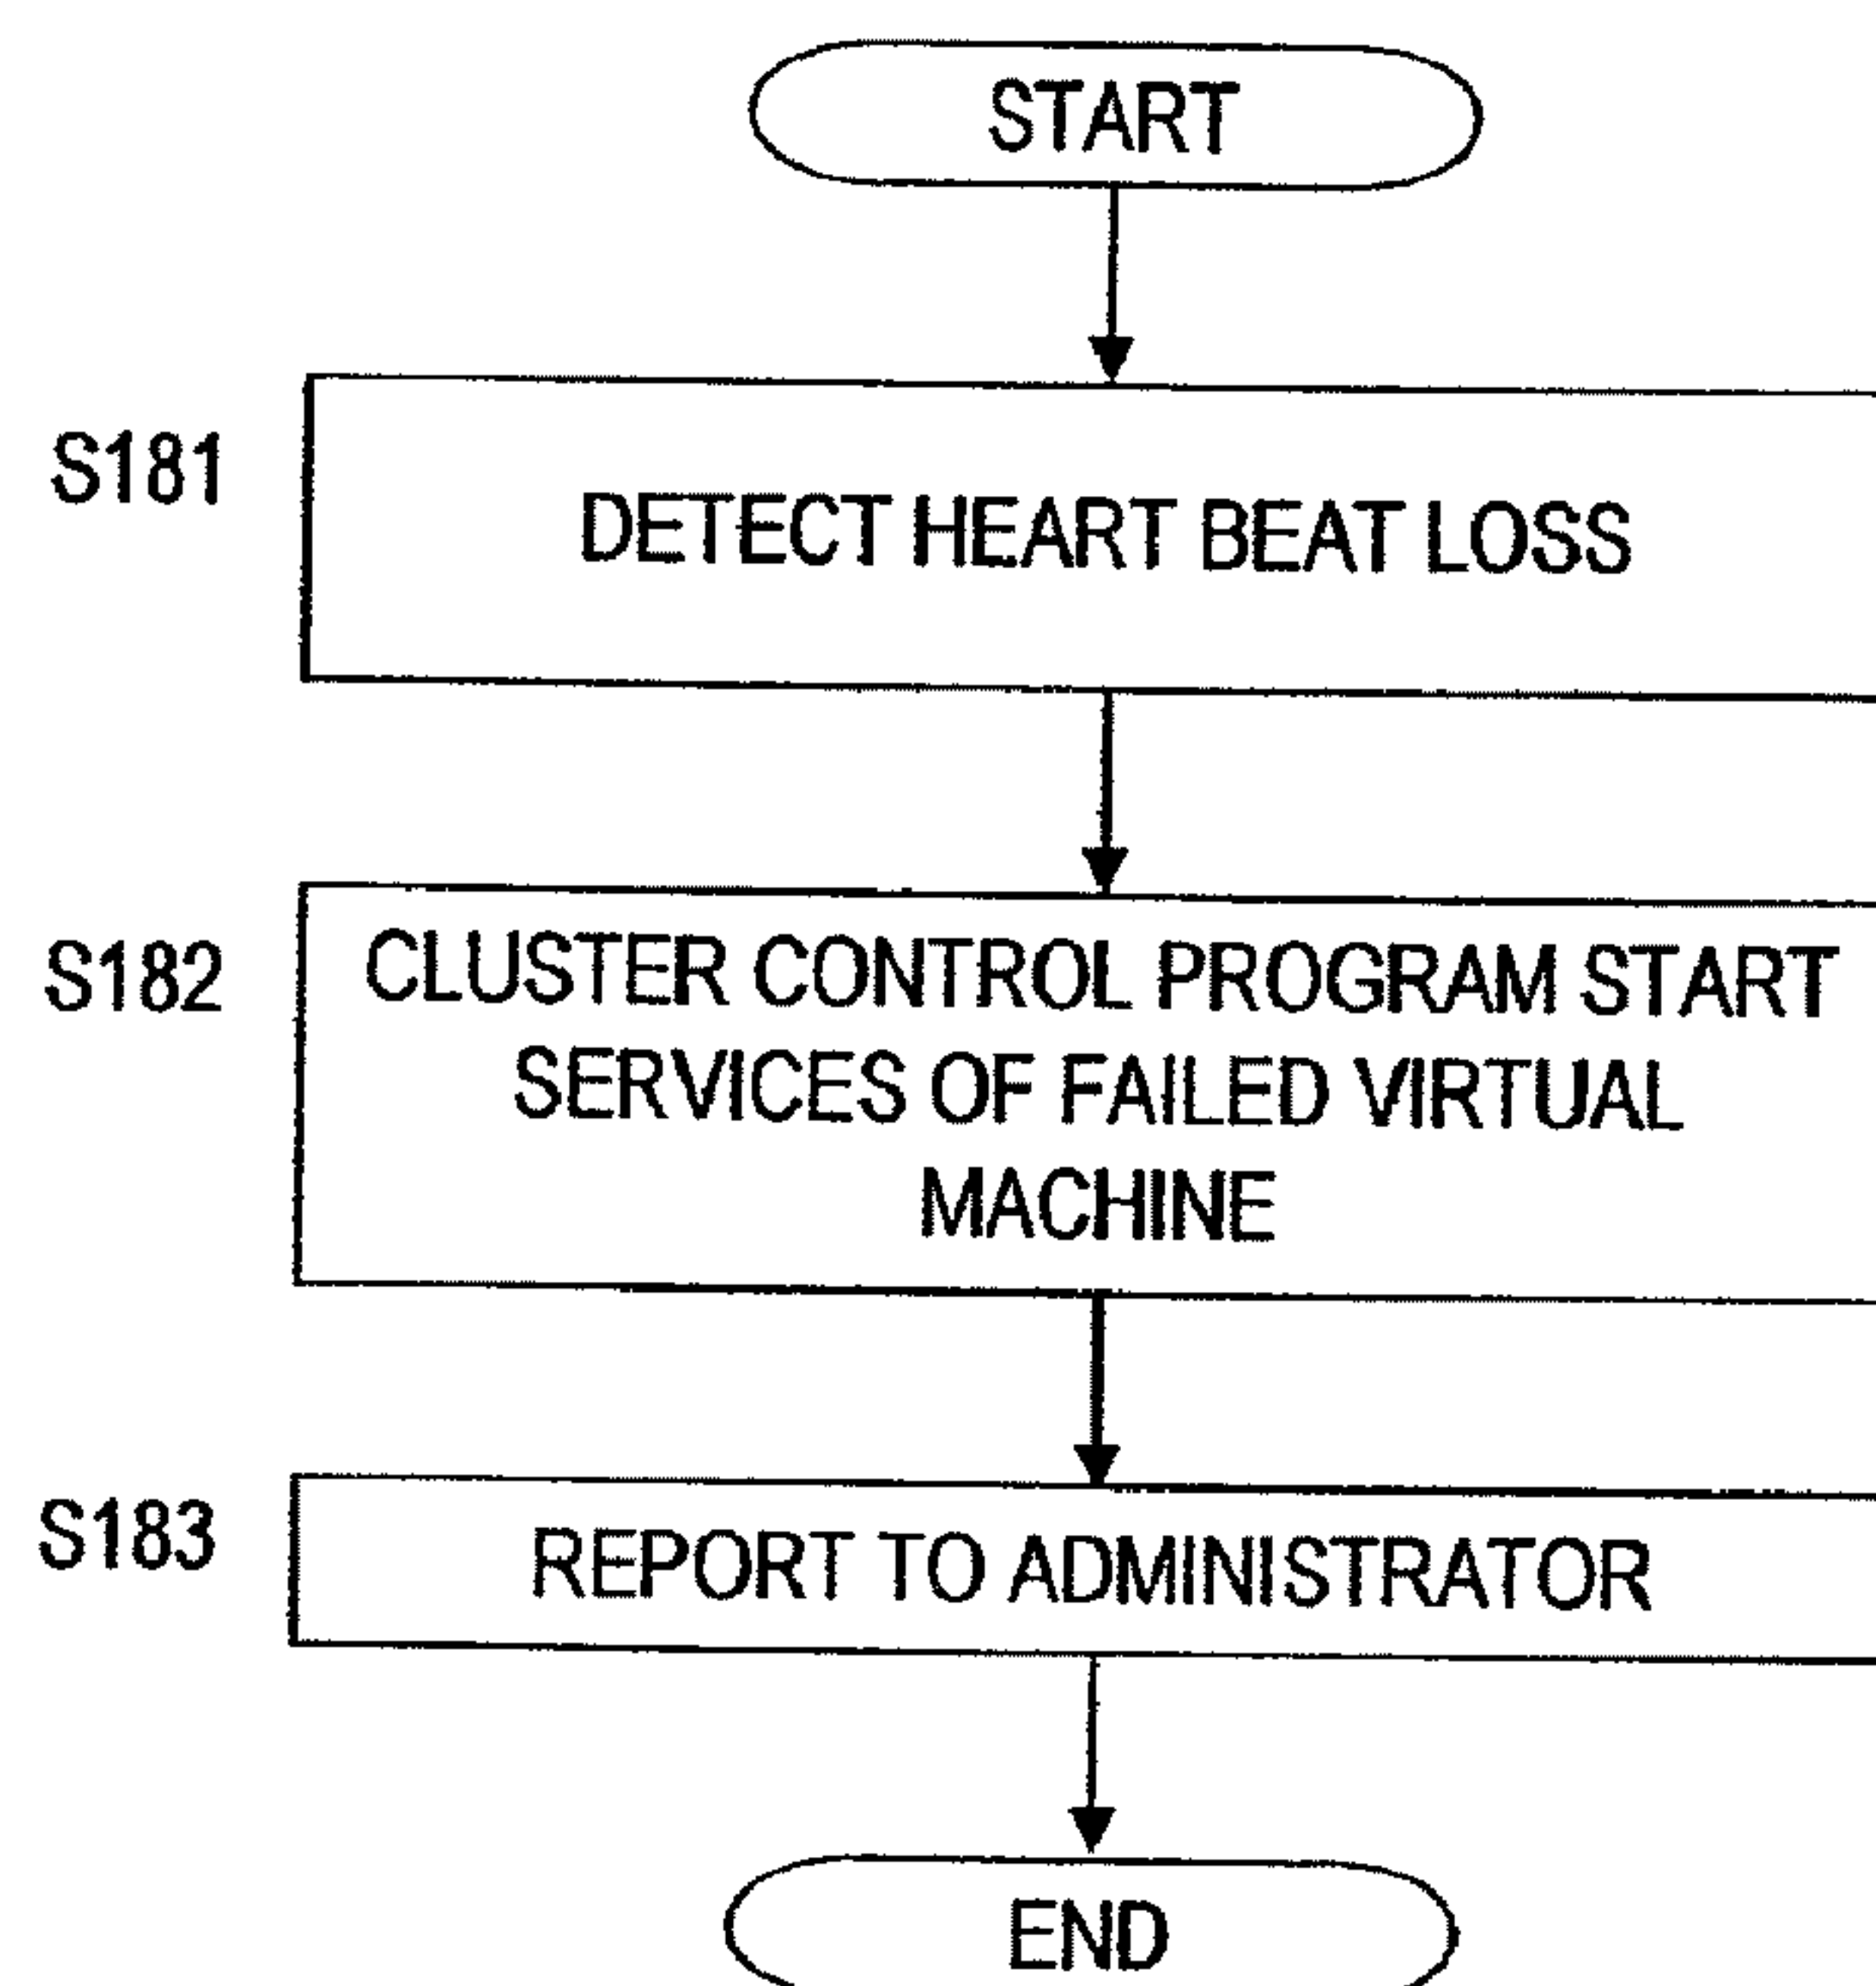 START
S181
DETECT HEART BEAT LOSS
S182
CLUSTER CONTROL PROGRAM START
SERVICES OF FAILED VIRTUAL
MACHINE
S183
REPORT TO ADMINISTRATOR
END